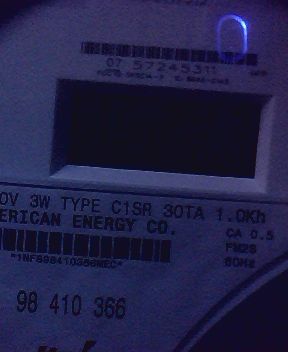 07 57245311
0V 3W TYPE C1SR 30TA 1.0Kh
ERICAN ENERGY CO.
CA 0.5
FM2S
60Hz
98 410 366